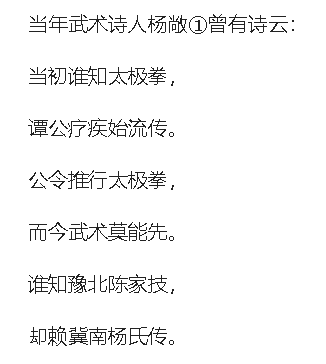 当年武术诗人杨敞①曾有诗云：
当初谁知太极拳，
谭公疗疾始流传。
公令推行太极拳，
而今武术莫能先。
谁知豫北陈家技，
却赖冀南杨氏传。